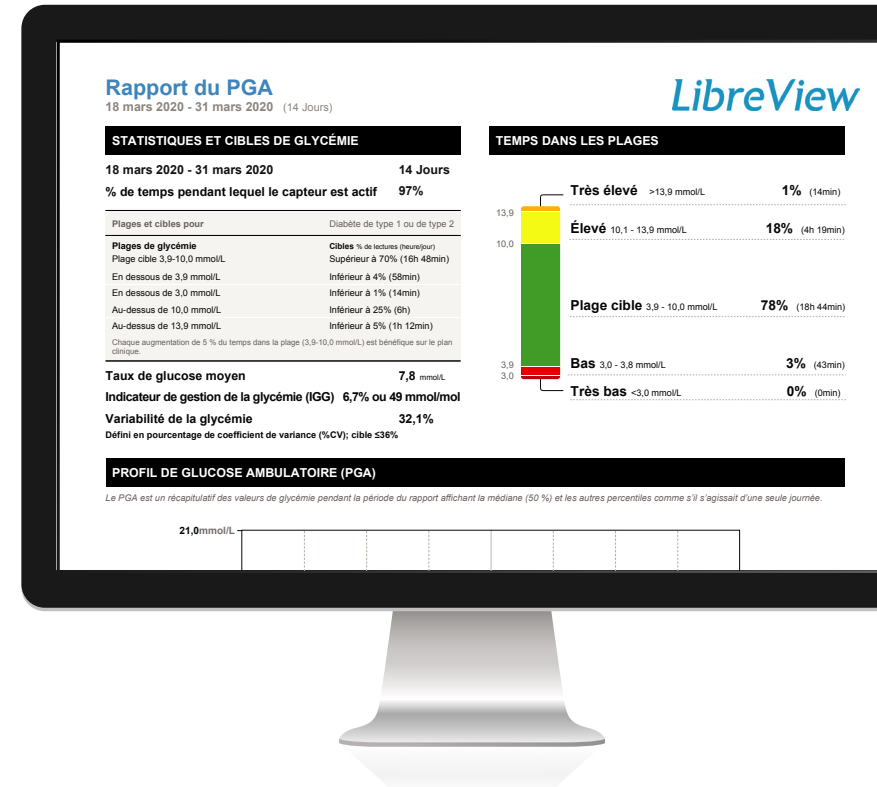 Rapport du PGA
LibreView
18 mars 2020 - 31 mars 2020 (14 Jours)
STATISTIQUES ET CIBLES DE GLYCÉMIE
18 mars 2020 - 31 mars 2020 14 Jours
% de temps pendant lequel le capteur est actif 97%
Plages et cibles pour Diabète de type 1 ou de type 2
Plages de glycémie Cibles % de lectures (heure/jour)
Plage cible 3,9-10,0 mmol/L Supérieur à 70% (16h 48min)
En dessous de 3,9 mmol/L Inférieur à 4% (58min)
En dessous de 3,0 mmol/L Inférieur à 1% (14min)
Au-dessus de 10,0 mmol/L Inférieur à 25% (6h)
Au-dessus de 13,9 mmol/L Inférieur à 5% (1h 12min)
Chaque augmentation de 5 % du temps dans la plage (3,9-10,0 mmol/L) est bénéfique sur le plan
clinique.
Taux de glucose moyen 7,8 mmol/L
Indicateur de gestion de la glycémie (IGG) 6,7% ou 49 mmol/mol
Variabilité de la glycémie 32,1%
Défini en pourcentage de coefficient de variance (%CV); cible ≤36%
TEMPS DANS LES PLAGES
Très élevé >13,9 mmol/L 1% (14min)
13,9
Élevé 10,1 - 13,9 mmol/L 18% (4h 19min)
10,0
Plage cible 3,9 - 10,0 mmol/L 78% (18h 44min)
3,9
Bas 3,0 - 3,8 mmol/L 3% (43min)
3,0
Très bas <3,0 mmol/L 0% (0min)
PROFIL DE GLUCOSE AMBULATOIRE (PGA)
Le PGA est un récapitulatif des valeurs de glycémie pendant la période du rapport affichant la médiane (50 %) et les autres percentiles comme s'il s'agissait d'une seule journée.
21,0mmol/L